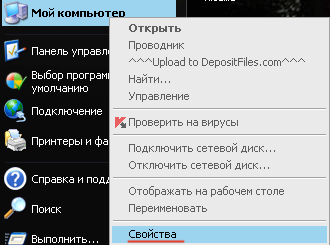 Мой компьютер
Открыть
Проводник
^^^Upload to DepositFiles.com^^^
Найти...
Управление
Проверить на вирусы
Подключить сетевой диск...
Отключить сетевой диск...
Отображать на рабочем столе
Переименовать
Свойства
Панель управле
Выбор програм
умолчанию
Подключение
Принтеры и фа
Справка и подд
Поиск
Выполнить...